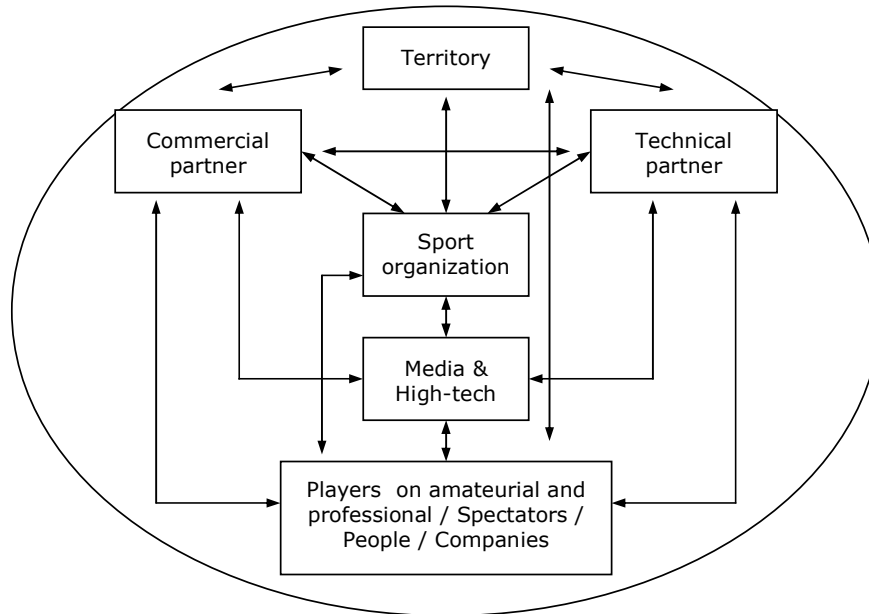 Territory
Commercial
partner
Technical
partner
Sport
organization
Media &
High-tech
Players on amateurial and
professional / Spectators /
People / Companies